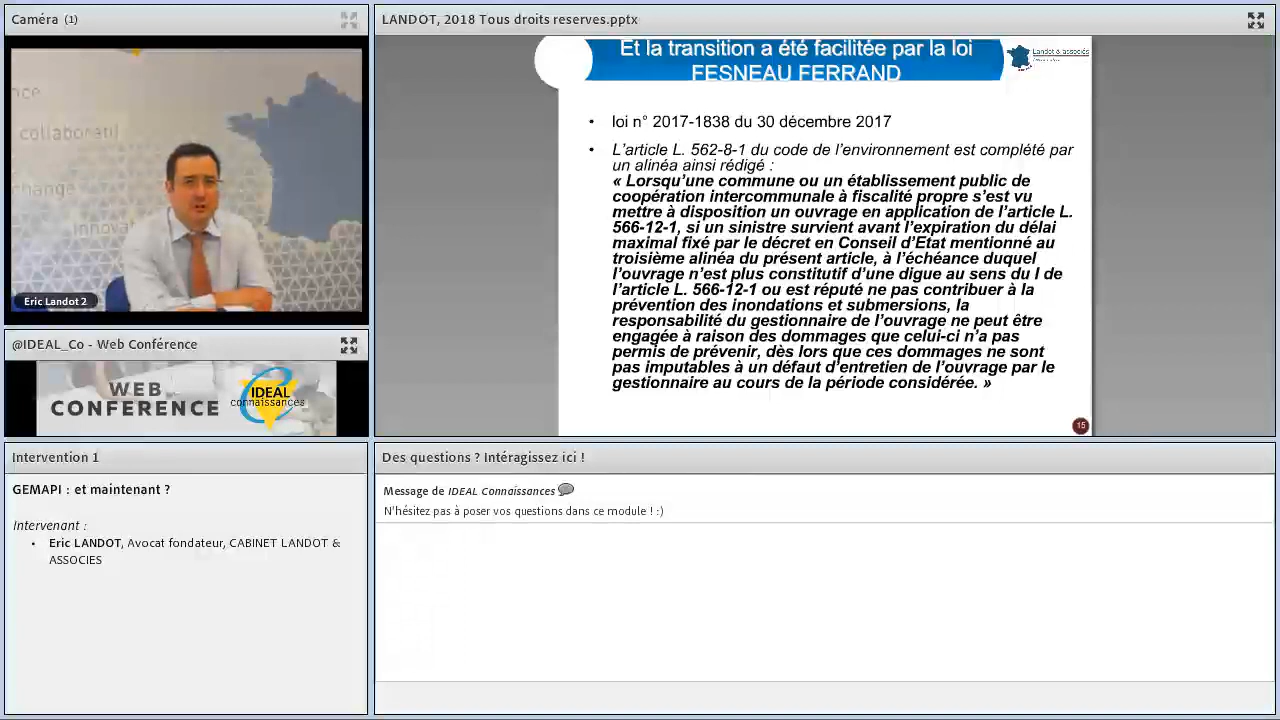 Caméra (1)
nce
collaboratif
change
innova
Eric Landot 2
@IDEAL_Co - Web Conférence
WEB
CONFERENCE
IDEAL
connaissances
Intervention 1
GEMAPI : et maintenant ?
Intervenant :
• Eric LANDOT, Avocat fondateur, CABINET LANDOT &
ASSOCIES
LANDOT, 2018 Tous droits reserves.pptx
Et la transition a été facilitée par la loi
FESNEAU FERRAND
Landot & associés
• loi n° 2017-1838 du 30 décembre 2017
• L’article L. 562-8-1 du code de l’environnement est complété par
un alinéa ainsi rédigé :
« Lorsqu’une commune ou un établissement public de
coopération intercommunale à fiscalité propre s’est vu
mettre à disposition un ouvrage en application de l’article L.
566-12-1, si un sinistre survient avant l’expiration du délai
maximal fixé par le décret en Conseil d’Etat mentionné au
troisième alinéa du présent article, à l’échéance duquel
l’ouvrage n’est plus constitutif d’une digue au sens du I de
l’article L. 566-12-1 ou est réputé ne pas contribuer à la
prévention des inondations et submersions, la
responsabilité du gestionnaire de l’ouvrage ne peut être
engagée à raison des dommages que celui-ci n’a pas
permis de prévenir, dès lors que ces dommages ne sont
pas imputables à un défaut d’entretien de l’ouvrage par le
gestionnaire au cours de la période considérée. »
15
Des questions ? Intéragissez ici !
Message de IDEAL Connaissances
N'hésitez pas à poser vos questions dans ce module ! :)